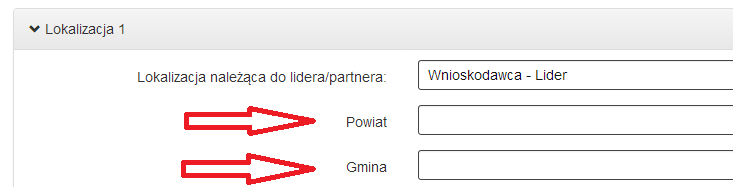 Lokalizacja 1
Lokalizacja należąca do lidera/partnera: Wnioskodawca - Lider
Powiat
Gmina